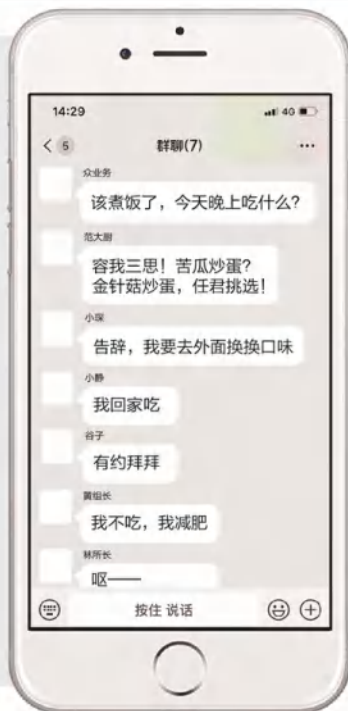 14:29
4G
5
群聊(7)
众业务
该煮饭了，今天晚上吃什么？
范大厨
容我三思！苦瓜炒蛋？
金针菇炒蛋，任君挑选！
小琛
告辞，我要去外面换换口味
小静
我回家吃
谷子
有约拜拜
黄组长
我不吃，我减肥
林所长
呕——
按住 说话